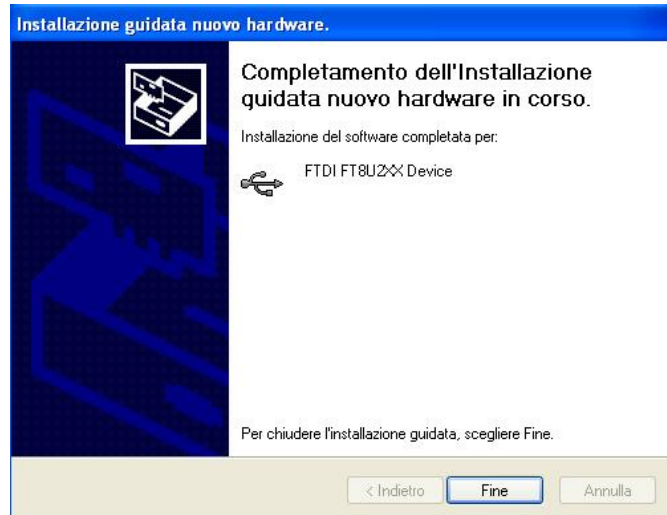 Installazione guidata nuovo hardware.
Completamento dell'Installazione
guidata nuovo hardware in corso.
Installazione del software completata per:
FTDI FT8U2XX Device
Per chiudere l'installazione guidata, scegliere Fine.
< Indietro
Fine
Annulla